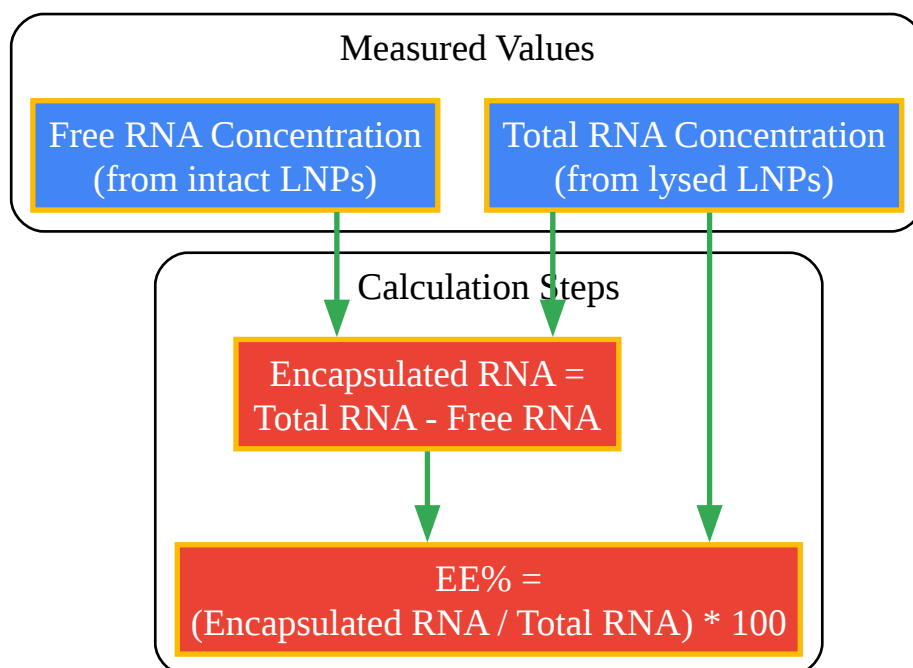 Measured Values
Free RNA Concentration
(from intact LNPs)
Total RNA Concentration
(from lysed LNPs)
Calculation Steps
Encapsulated RNA =
Total RNA - Free RNA
EE% =
(Encapsulated RNA / Total RNA) * 100